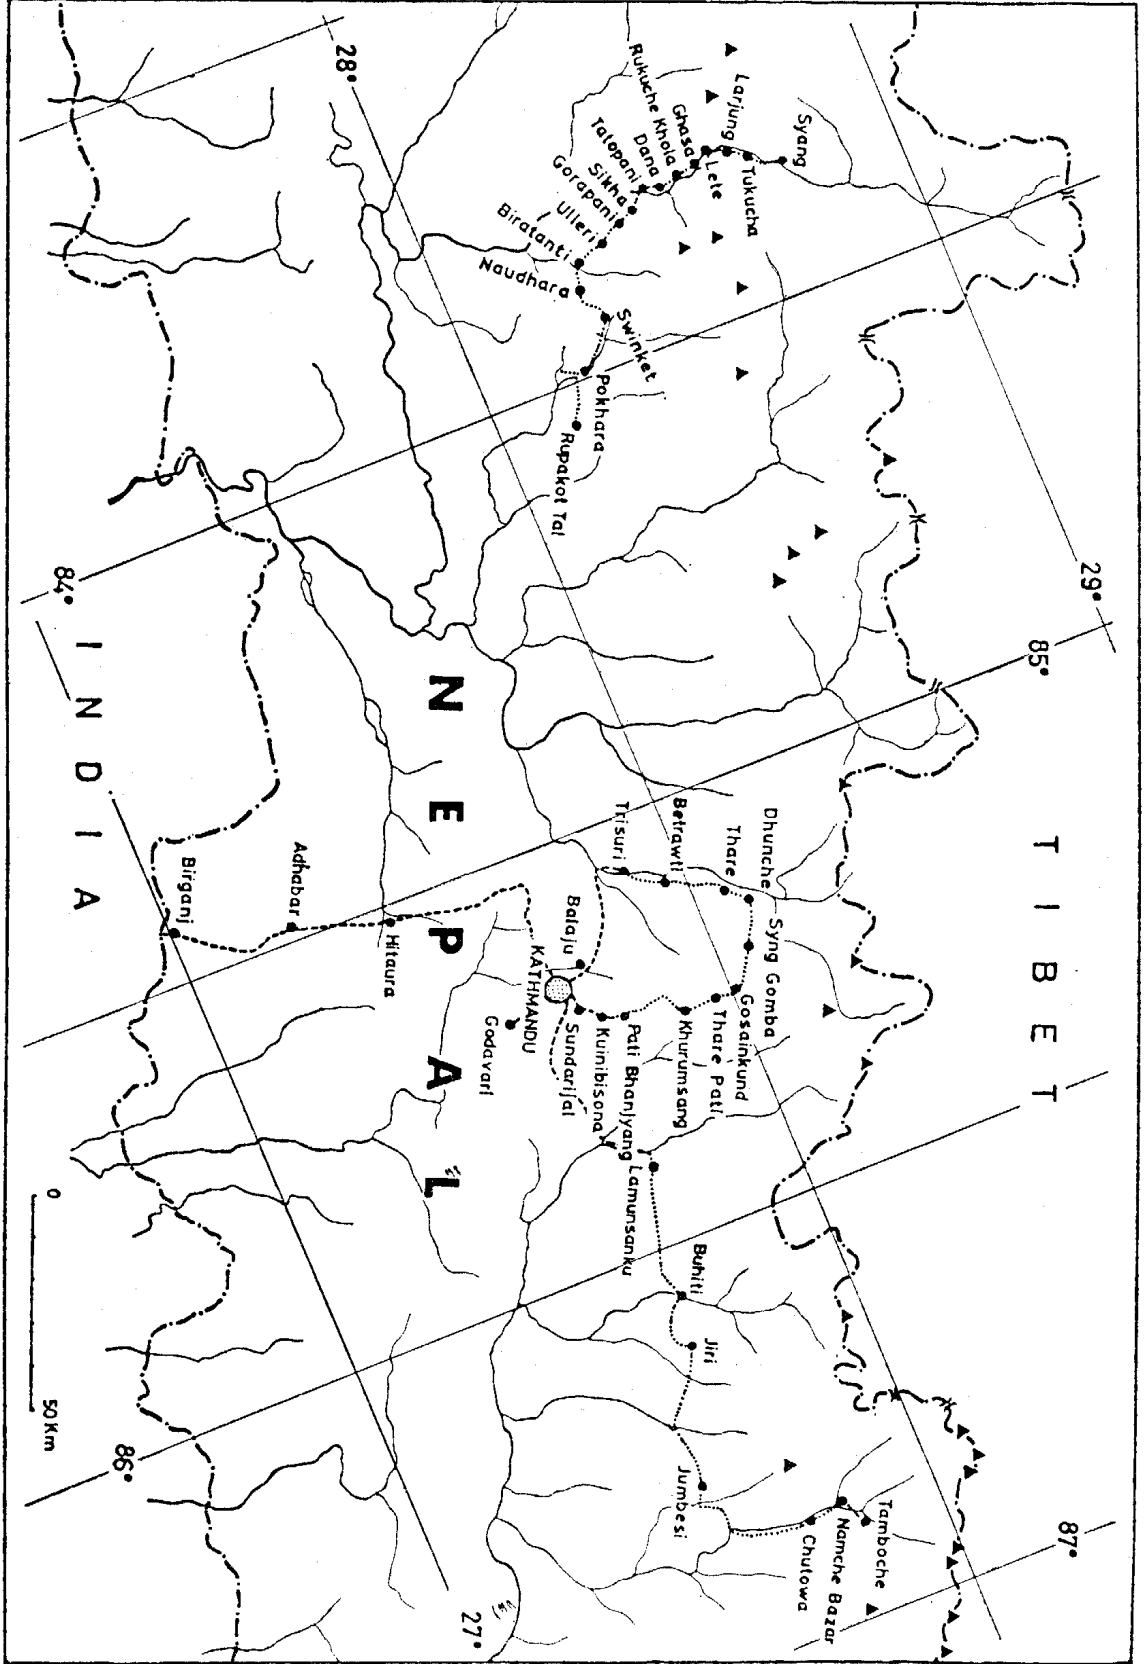 28°
29°
84°
85°
86°
87°
27°
TIBET
NEPAL
INDIA
Syang
Tukucha
Larjung
Lete
Ghasa
Rukuche Khola
Dana
Tatopani
Sikha
Gorapani
Ulleri
Biratanti
Naudhara
Swinket
Pokhara
Rupakot Tal
Dhunche
Thare
Betrawti
Trisuri
Syng Gomba
Gosainkund
Thare Pati
Khurumsang
Pati Bhanjyang
Kuinibisona
Sundarijal
Balaju
KATHMANDU
Godavari
Hitaura
Adhabar
Birganj
Lamunsanku
Buhiti
Jiri
Jumbesi
Tamboche
Namche Bazar
Chutowa
0
50 Km